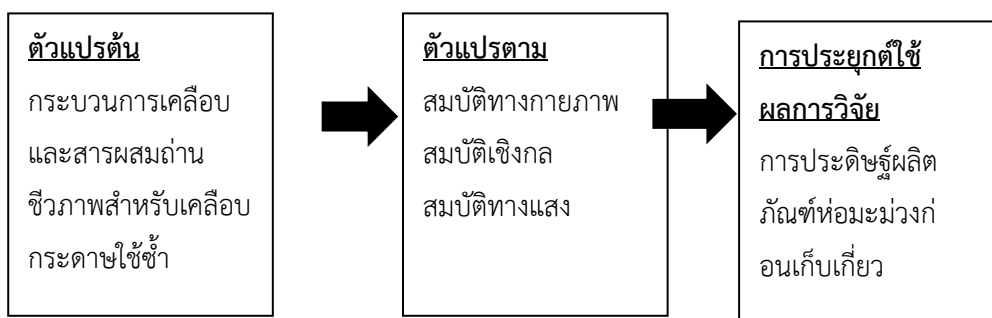 ตัวแปรต้น
กระบวนการเคลือบ
และสารผสมถ่าน
ชีวภาพสำหรับเคลือบ
กระดาษใช้ซ้ำ
ตัวแปรตาม
สมบัติทางกายภาพ
สมบัติเชิงกล
สมบัติทางแสง
การประยุกต์ใช้
ผลการวิจัย
การประดิษฐ์ผลิต
ภัณฑ์ห่อมะม่วงก่
อนเก็บเกี่ยว